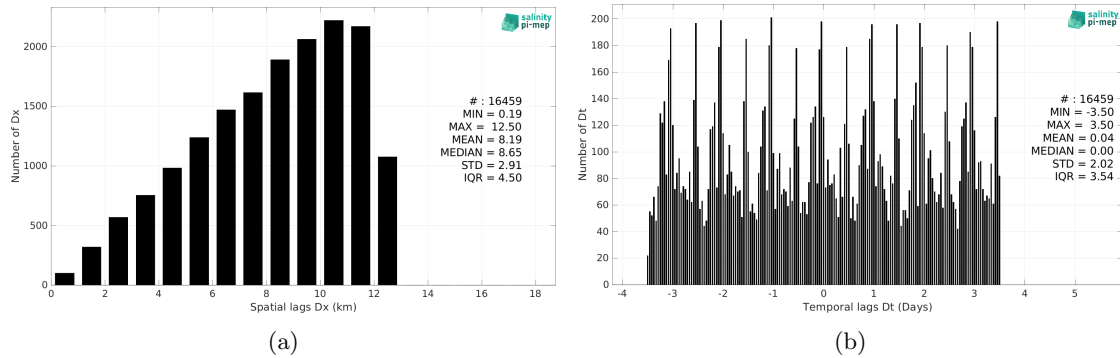 salinity
pi-mep
Number of Dx
2000
1500
1000
500
0
# : 16459
MIN = 0.19
MAX = 12.50
MEAN = 8.19
MEDIAN = 8.65
STD = 2.91
IQR = 4.50
0 2 4 6 8 10 12 14 16 18
Spatial lags Dx (km)
(a)
salinity
pi-mep
Number of Dt
200
180
160
140
120
100
80
60
40
20
0
# : 16459
MIN = -3.50
MAX = 3.50
MEAN = 0.04
MEDIAN = 0.00
STD = 2.02
IQR = 3.54
-4 -3 -2 -1 0 1 2 3 4 5
Temporal lags Dt (Days)
(b)